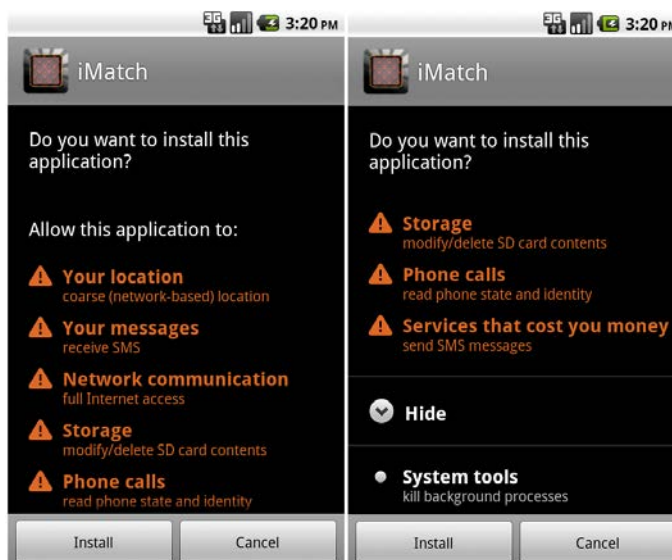 3G 3:20 PM
iMatch
Do you want to install this
application?
Allow this application to:
Your location
coarse (network-based) location
Your messages
receive SMS
Network communication
full Internet access
Storage
modify/delete SD card contents
Phone calls
read phone state and identity
Install Cancel
3G 3:20 PM
iMatch
Do you want to install this
application?
Storage
modify/delete SD card contents
Phone calls
read phone state and identity
Services that cost you money
send SMS messages
Hide
System tools
kill background processes
Install Cancel